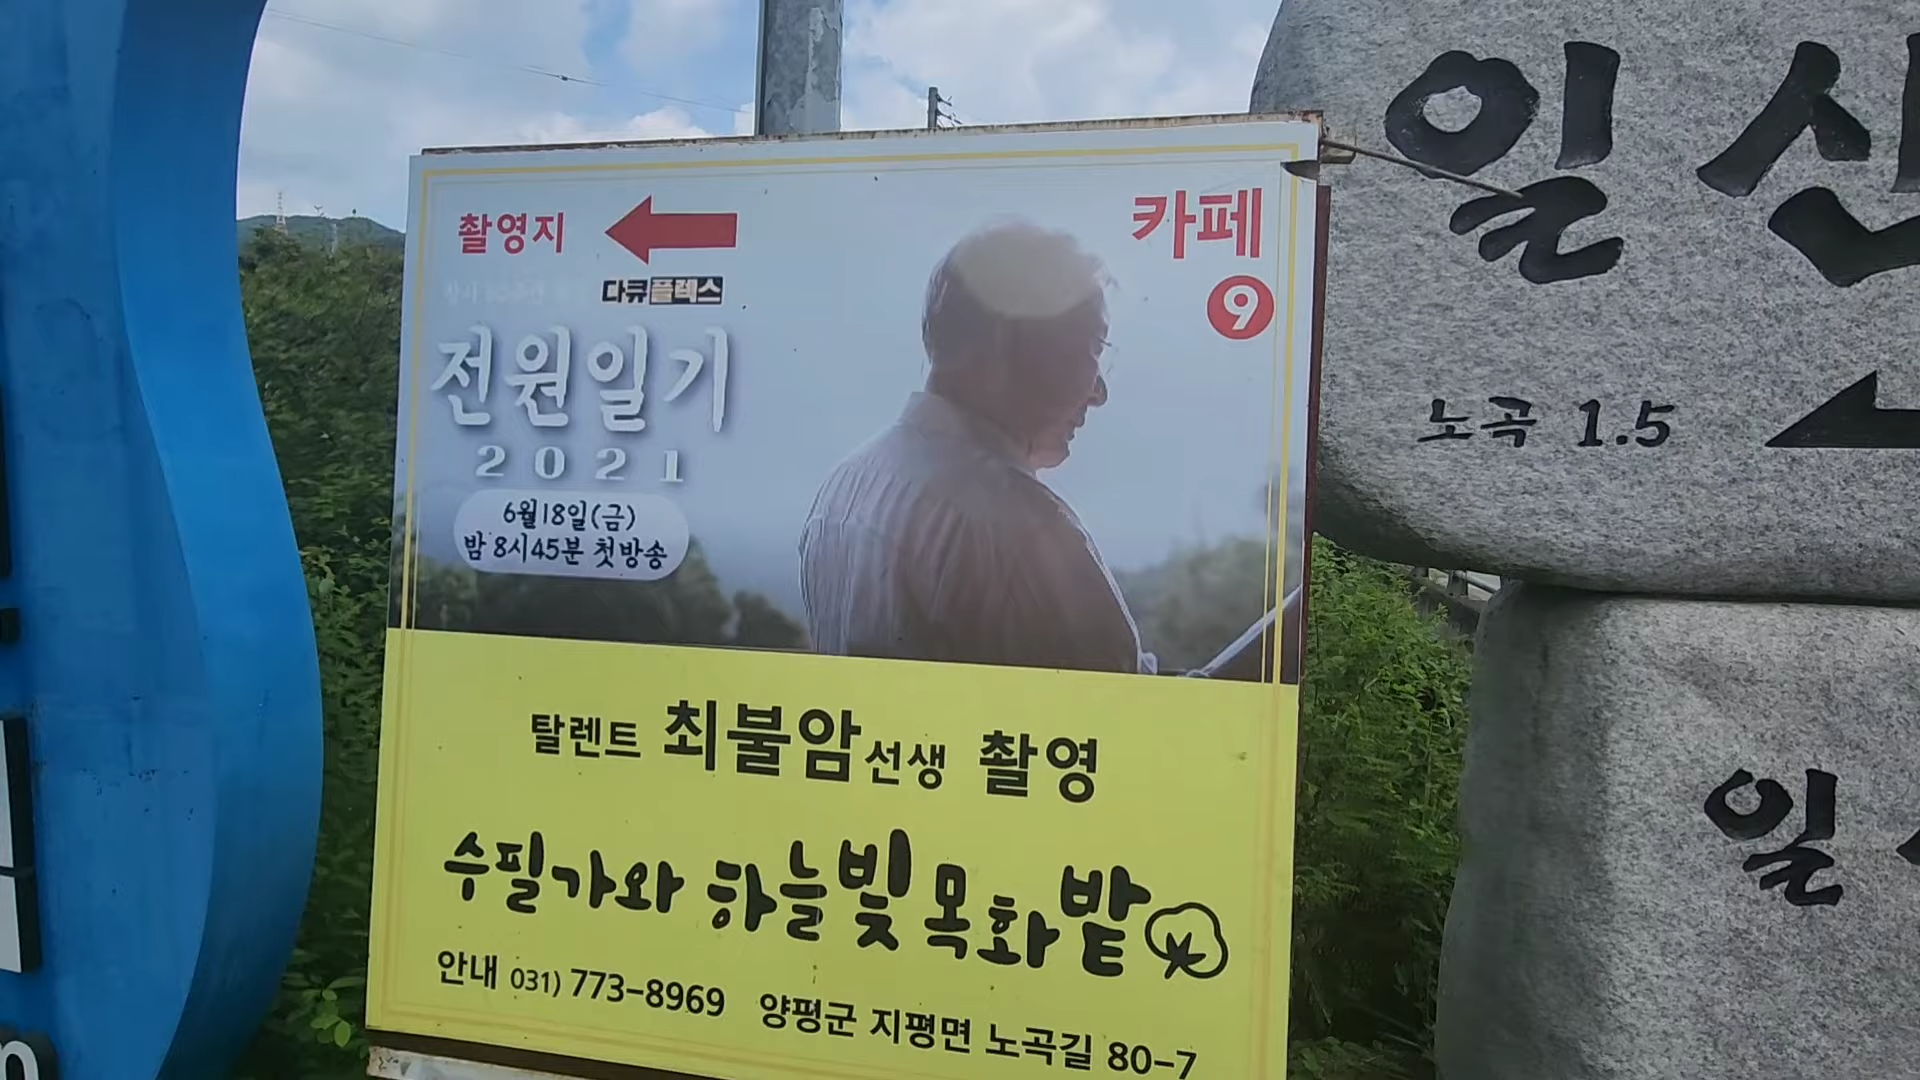 촬영지
카페
9
다큐플렉스
전원일기
2021
6월18일(금)
밤 8시45분 첫방송
탈렌트 최불암선생 촬영
수필가와 하늘빛 목화밭
안내 031) 773-8969 양평군 지평면 노곡길 80-7
일신
노곡 1.5
일